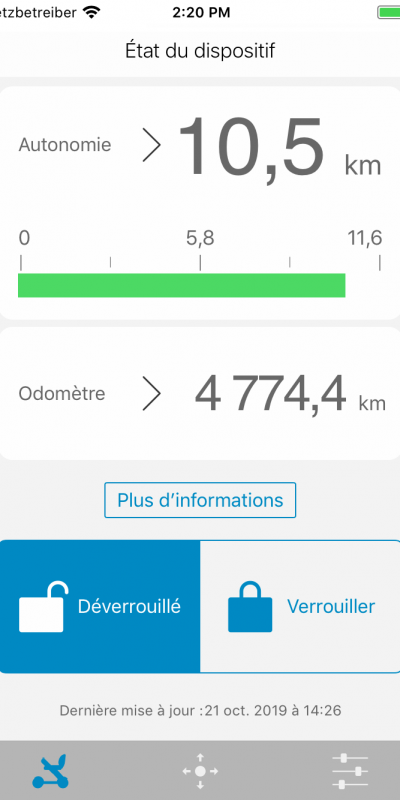 etzbetreiber 2:20 PM
État du dispositif
Autonomie 10,5 km
0 5,8 11,6
Odomètre 4 774,4 km
Plus d’informations
Déverrouillé Verrouiller
Dernière mise à jour :21 oct. 2019 à 14:26